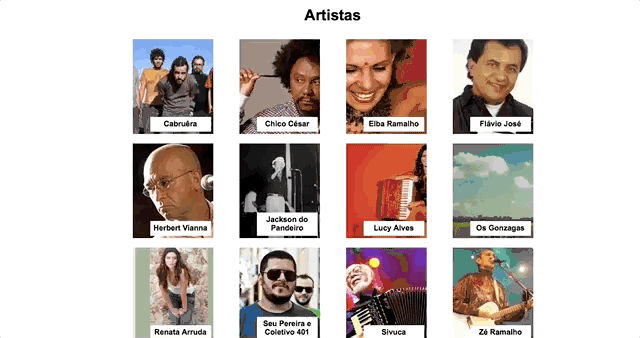 Artistas
Cabruêra
Chico César
Elba Ramalho
Flávio José
Herbert Vianna
Jackson do
Pandeiro
Lucy Alves
Os Gonzagas
Renata Arruda
Seu Pereira e
Coletivo 401
Sivuca
Zé Ramalho